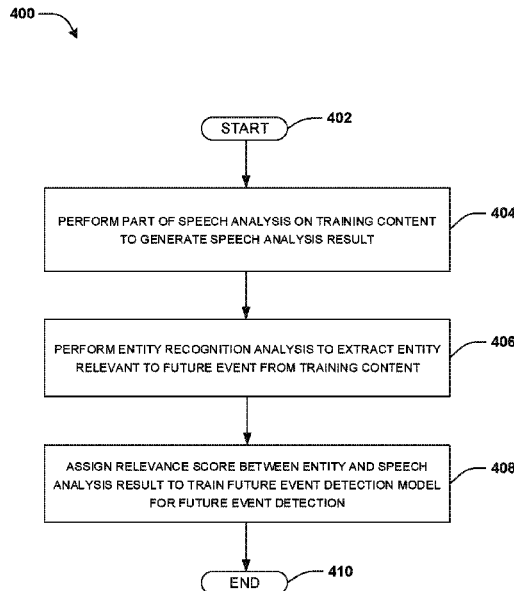 400
START
402
PERFORM PART OF SPEECH ANALYSIS ON TRAINING CONTENT
TO GENERATE SPEECH ANALYSIS RESULT
404
PERFORM ENTITY RECOGNITION ANALYSIS TO EXTRACT ENTITY
RELEVANT TO FUTURE EVENT FROM TRAINING CONTENT
406
ASSIGN RELEVANCE SCORE BETWEEN ENTITY AND SPEECH
ANALYSIS RESULT TO TRAIN FUTURE EVENT DETECTION MODEL
FOR FUTURE EVENT DETECTION
408
END
410